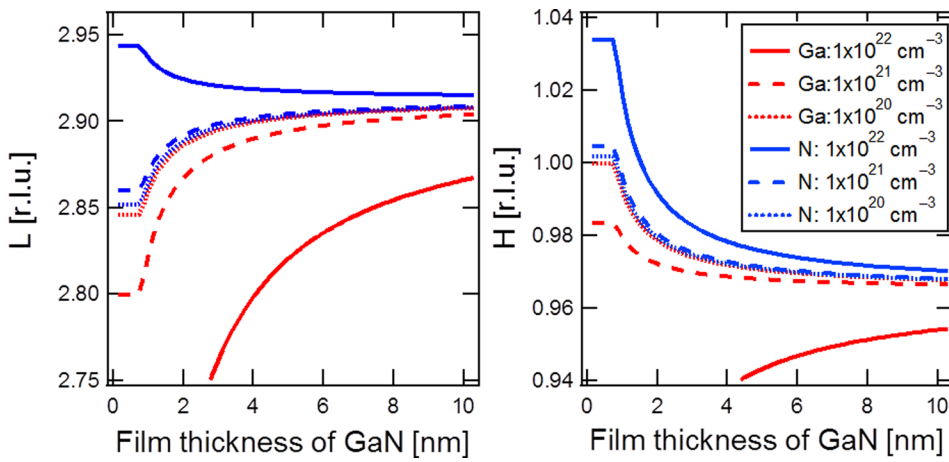 2.95
2.90
2.85
2.80
2.75
L [r.l.u.]
0 2 4 6 8 10
Film thickness of GaN [nm]
1.04
1.02
1.00
0.98
0.96
0.94
H [r.l.u.]
0 2 4 6 8 10
Film thickness of GaN [nm]
Ga:1x10²² cm⁻³
Ga:1x10²¹ cm⁻³
Ga:1x10²⁰ cm⁻³
N: 1x10²² cm⁻³
N: 1x10²¹ cm⁻³
N: 1x10²⁰ cm⁻³